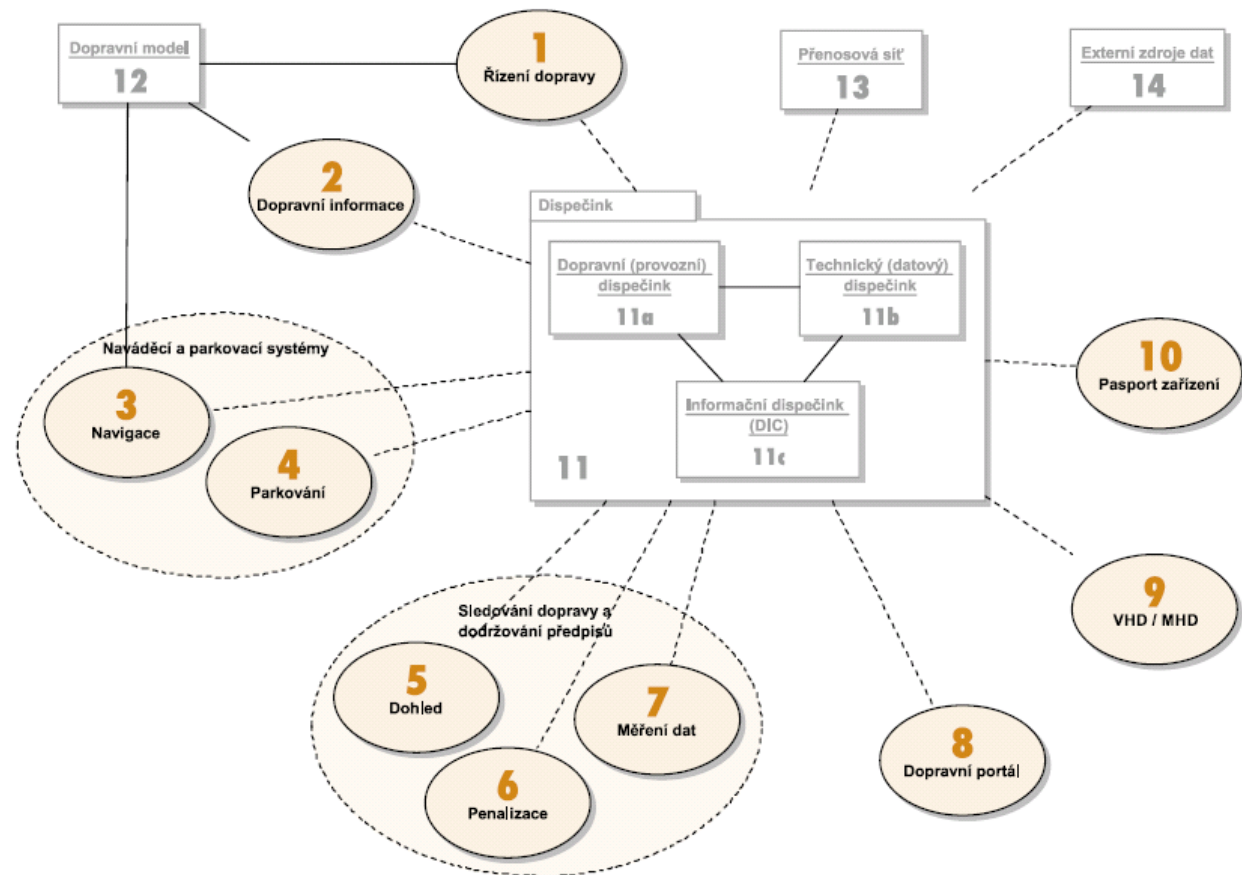 Dopravní model
12
1
Řízení dopravy
Přenosová síť
13
Externí zdroje dat
14
2
Dopravní informace
Dispečink
Dopravní (provozní)
dispečink
11a
Technický (datový)
dispečink
11b
Informační dispečink
(DIC)
11c
11
Naváděcí a parkovací systémy
3
Navigace
4
Parkování
10
Pasport zařízení
9
VHD / MHD
Sledování dopravy a
dodržování předpisů
5
Dohled
6
Penalizace
7
Měření dat
8
Dopravní portál